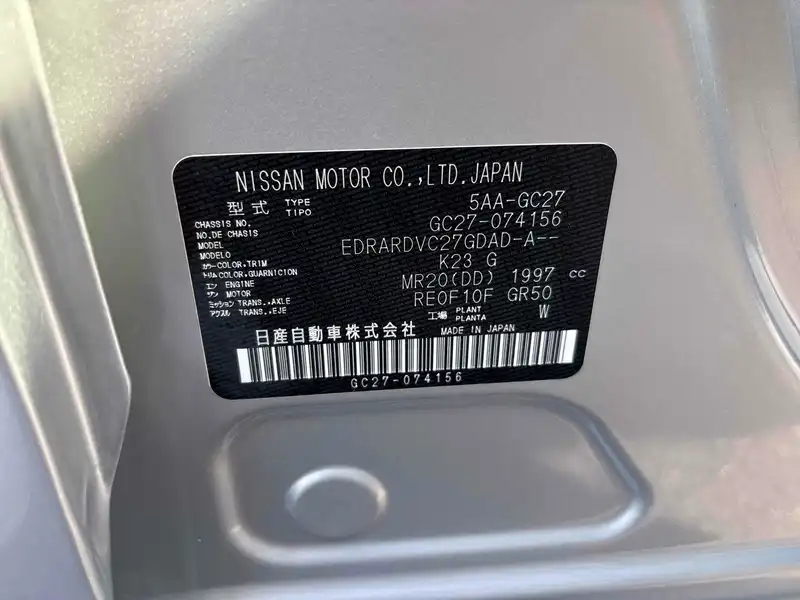 NISSAN MOTOR CO.,LTD.JAPAN
型式 TYPE TIPO 5AA-GC27
CHASSIS NO. NO.DE CHASIS GC27-074156
MODEL MODELO EDRARDVC27GDAD-A--
カラー COLOR,TRIM トリム COLOR,GUARNICION K23 G
エンジン ENGINE MOTOR MR20(DD) 1997 cc
ミッション TRANS.,AXLE アクスル TRANS.,EJE RE0F10F GR50
工場 PLANT PLANTA W
日産自動車株式会社 MADE IN JAPAN
GC27-074156